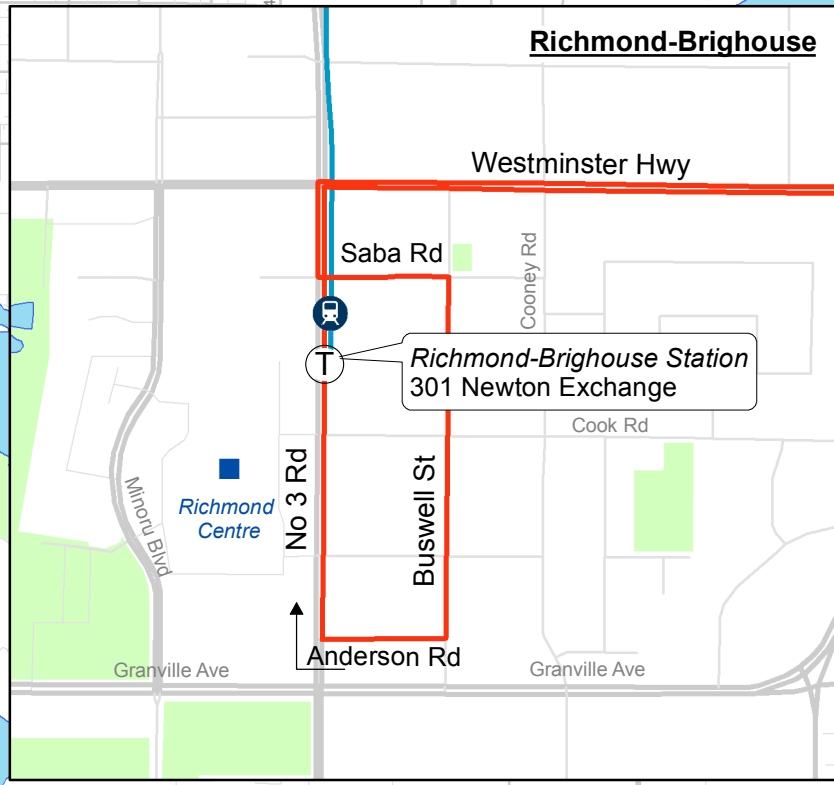 Richmond-Brighouse
Westminster Hwy
Saba Rd
Cooney Rd
T
Richmond-Brighouse Station
301 Newton Exchange
Cook Rd
No 3 Rd
Buswell St
Richmond
Centre
Minoru Blvd
Anderson Rd
Granville Ave
Granville Ave